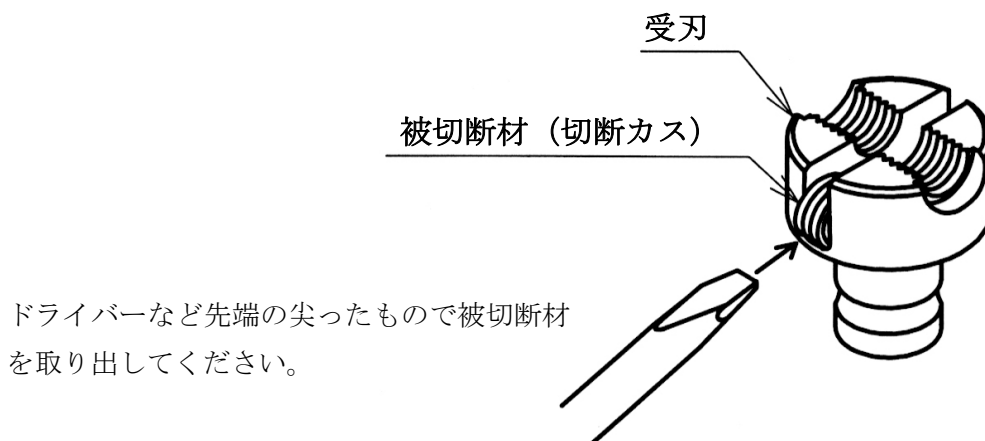 受刃
被切断材（切断カス）
ドライバーなど先端の尖ったもので被切断材
を取り出してください。